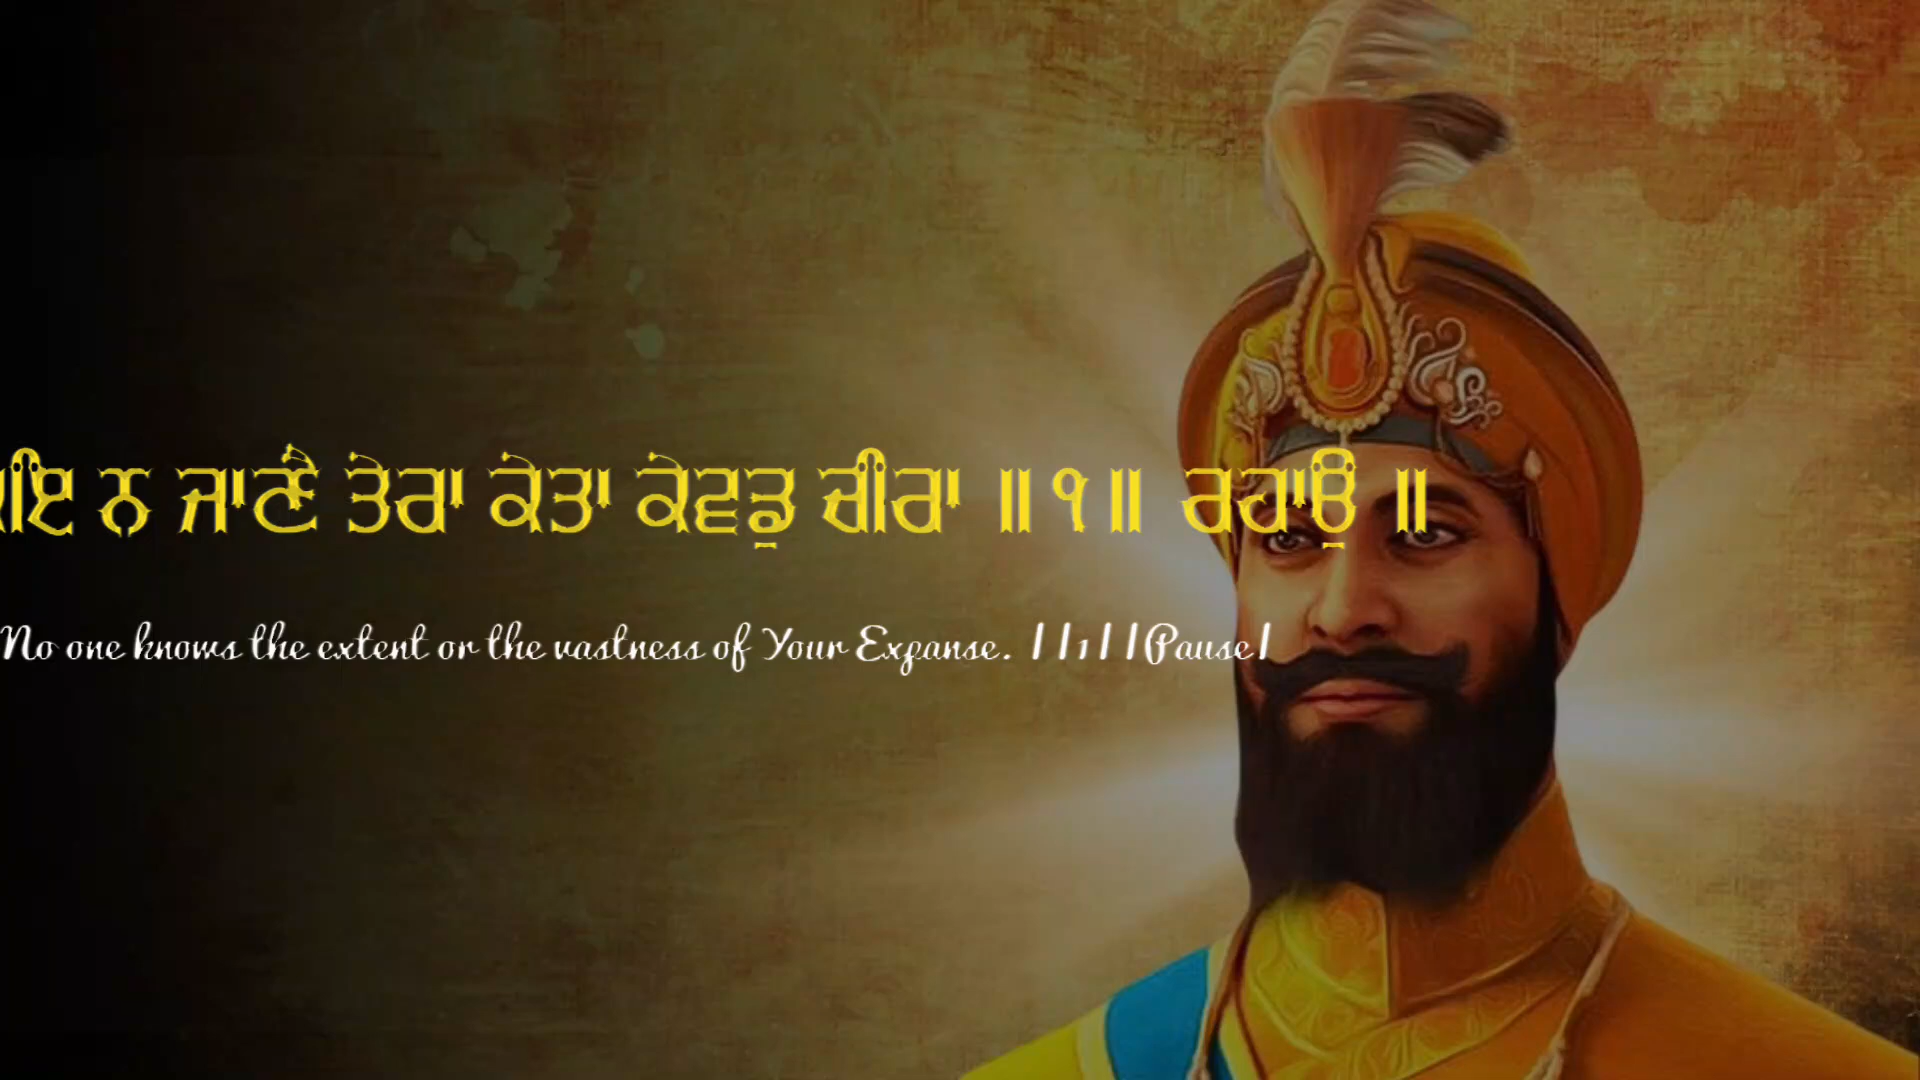 ਨ ਜਾਣੈ ਤੇਰਾ ਕੇਤਾ ਕੇਵਡੁ ਚੀਰਾ ॥੧॥ ਰਹਾਉ ॥
No one knows the extent or the vastness of Your Expanse. ||1||Pause|